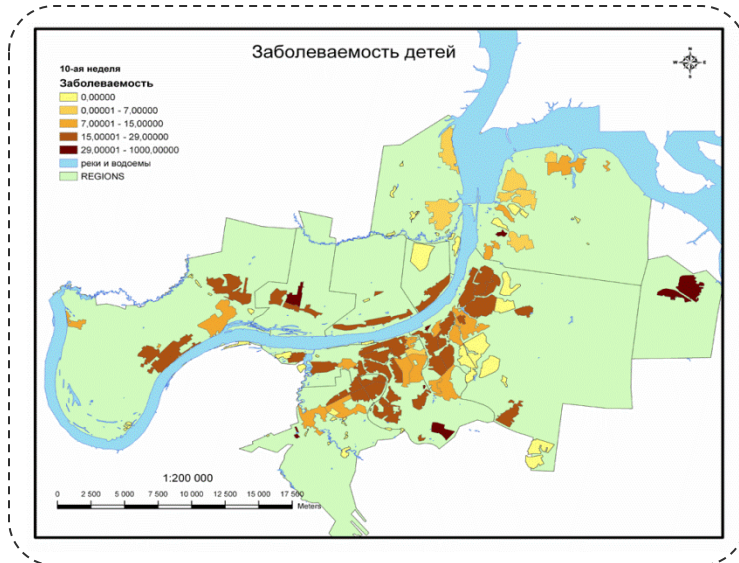 Заболеваемость детей
N
W E
S
10-ая неделя
Заболеваемость
0,00000
0,00001 - 7,00000
7,00001 - 15,00000
15,00001 - 29,00000
29,00001 - 1000,00000
реки и водоемы
REGIONS
1:200 000
0 2 500 5 000 7 500 10 000 12 500 15 000 17 500
Meters